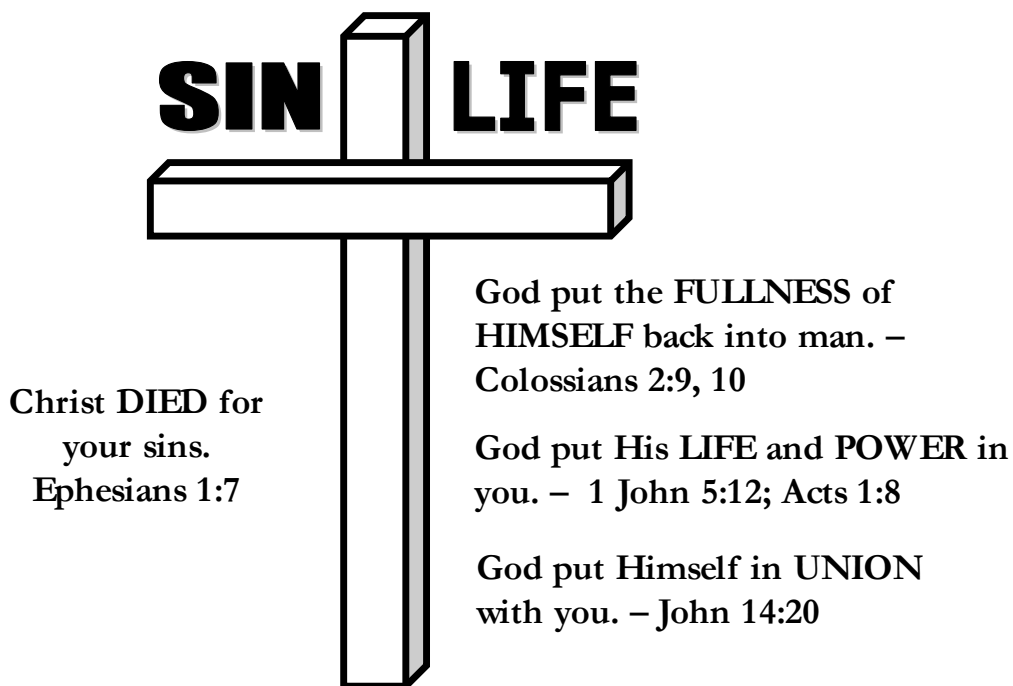 SIN LIFE
Christ DIED for
your sins.
Ephesians 1:7
God put the FULLNESS of
HIMSELF back into man. –
Colossians 2:9, 10
God put His LIFE and POWER in
you. – 1 John 5:12; Acts 1:8
God put Himself in UNION
with you. – John 14:20